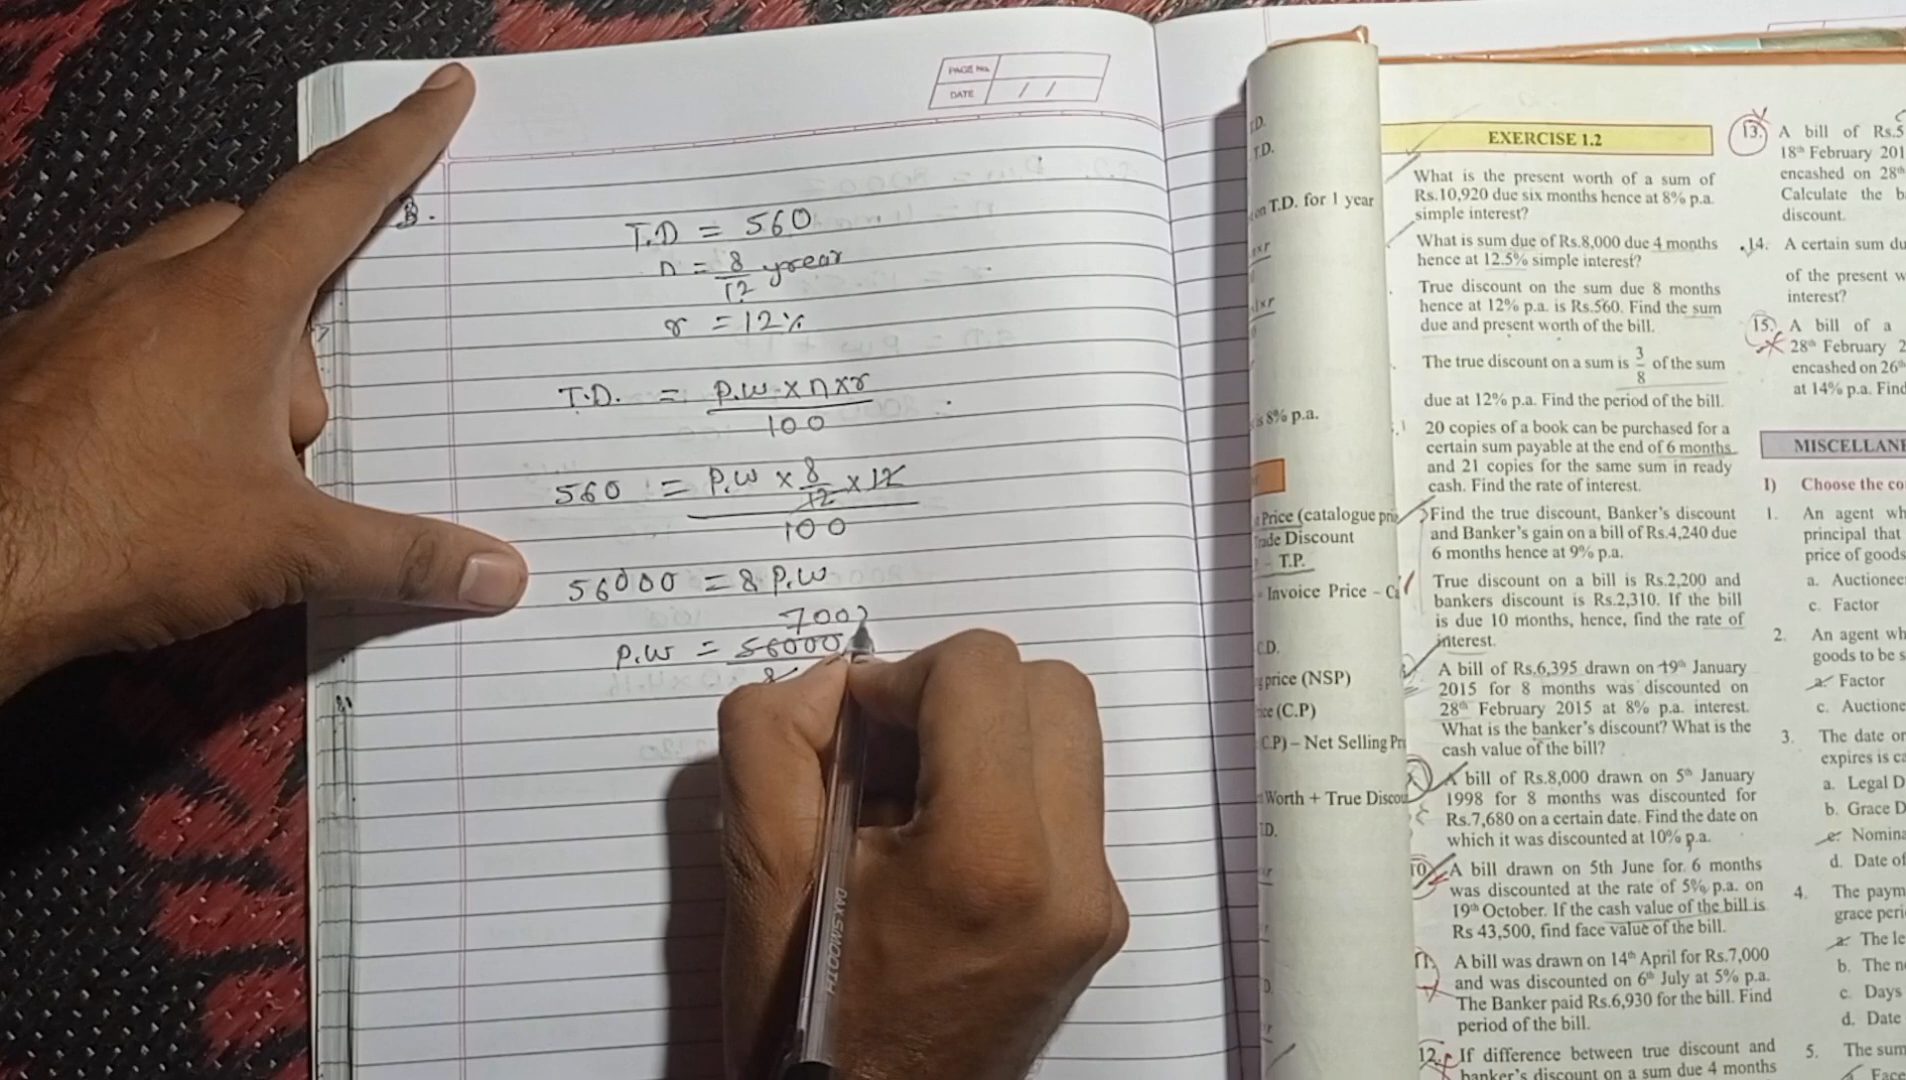 PAGE No.
DATE / /
3.
T.D = 560
n = 8/12 year
r = 12%
T.D. = P.W × n × r / 100
560 = P.W × 8/12 × 12 / 100
56000 = 8 P.W
700
P.W = 56000
8
T.D.
T.D.
on T.D. for 1 year
is 8% p.a.
Price (catalogue
Trade Discount
- T.P.
Invoice Price -
C.D.
price (NSP)
(C.P)
C.P) – Net Selling
Worth + True
EXERCISE 1.2
What is the present worth of a sum of
Rs.10,920 due six months hence at 8% p.a.
simple interest?
What is sum due of Rs.8,000 due 4 months
hence at 12.5% simple interest?
True discount on the sum due 8 months
hence at 12% p.a. is Rs.560. Find the sum
due and present worth of the bill.
The true discount on a sum is 3/8 of the sum
due at 12% p.a. Find the period of the bill.
20 copies of a book can be purchased for a
certain sum payable at the end of 6 months
and 21 copies for the same sum in ready
cash. Find the rate of interest.
Find the true discount, Banker's discount
and Banker's gain on a bill of Rs.4,240 due
6 months hence at 9% p.a.
True discount on a bill is Rs.2,200 and
bankers discount is Rs.2,310. If the bill
is due 10 months, hence, find the rate of
interest.
A bill of Rs.6,395 drawn on 19th January
2015 for 8 months was discounted on
28th February 2015 at 8% p.a. interest.
What is the banker's discount? What is the
cash value of the bill?
A bill of Rs.8,000 drawn on 5th January
1998 for 8 months was discounted for
Rs.7,680 on a certain date. Find the date on
which it was discounted at 10% p.a.
10. A bill drawn on 5th June for 6 months
was discounted at the rate of 5% p.a. on
19th October. If the cash value of the bill is
Rs 43,500, find face value of the bill.
11. A bill was drawn on 14th April for Rs.7,000
and was discounted on 6th July at 5% p.a.
The Banker paid Rs.6,930 for the bill. Find
period of the bill.
12. If difference between true discount and
banker's discount on a sum due 4 months
13. A bill of Rs.5
18th February 201
encashed on 28th
Calculate the
discount.
14. A certain sum
of the present
interest?
15. A bill of a
28th February 2
encashed on 26th
at 14% p.a.
I) Choose the
1. An agent
principal that
price of goods
a.
c. Factor
2. An agent
goods to be
a. Factor
c.
3. The date
expires is
a. Legal
b. Grace
c.
d. Date of
4. The
grace
a. The
b. The
c. Days
d. Date
5. The sum